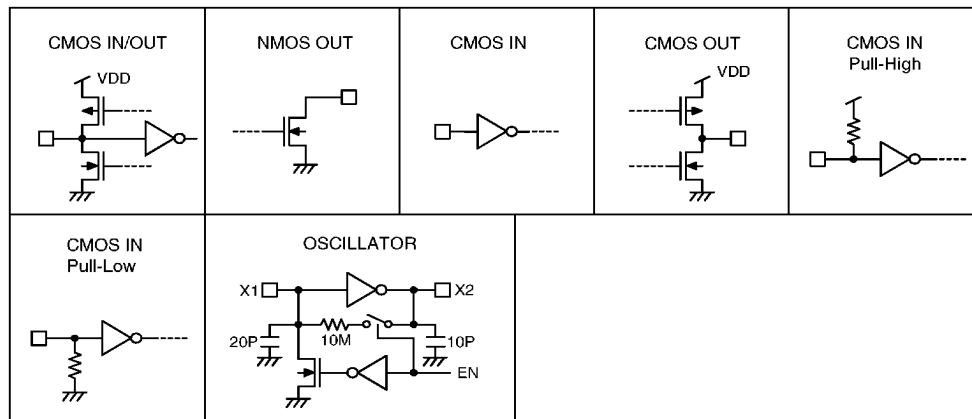 CMOS IN/OUT
VDD
NMOS OUT
CMOS IN
CMOS OUT
VDD
CMOS IN
Pull-High
CMOS IN
Pull-Low
OSCILLATOR
X1
X2
20P
10M
10P
EN